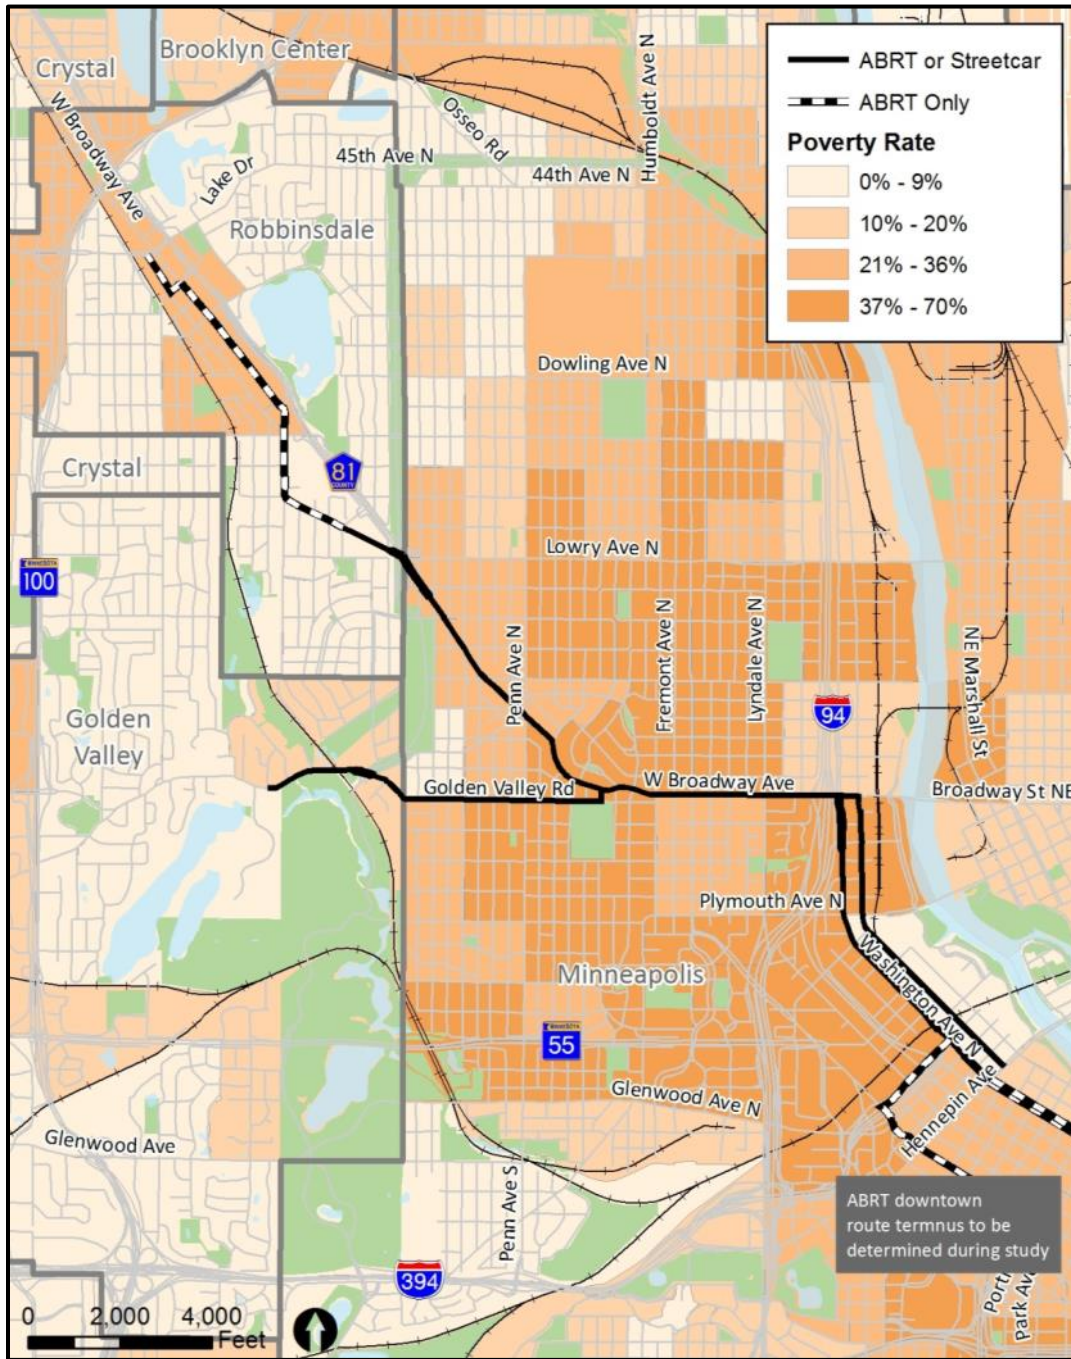 Brooklyn Center
Crystal
W Broadway Ave
Osseo Rd
Humboldt Ave N
ABRT or Streetcar
ABRT Only
Poverty Rate
0% - 9%
10% - 20%
21% - 36%
37% - 70%
45th Ave N
44th Ave N
Lake Dr
Robbinsdale
Dowling Ave N
Crystal
81
COUNTY
Lowry Ave N
MINNESOTA
100
Penn Ave N
Fremont Ave N
Lyndale Ave N
NE Marshall St
94
Golden
Valley
Golden Valley Rd
W Broadway Ave
Broadway St NE
Plymouth Ave N
Washington Ave N
Minneapolis
MINNESOTA
55
Glenwood Ave N
Hennepin Ave
Glenwood Ave
Penn Ave S
ABRT downtown
route termnus to be
determined during study
394
Portl
Park Ave
0 2,000 4,000
Feet